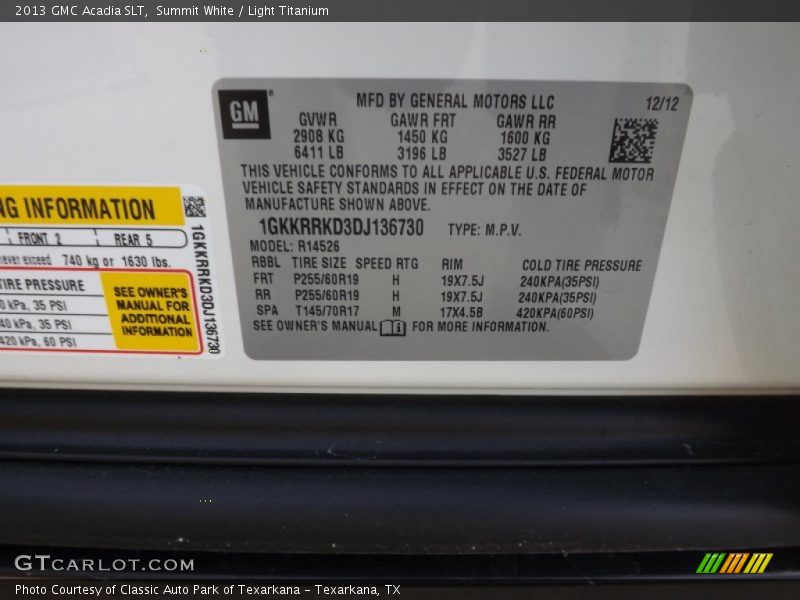 2013 GMC Acadia SLT, Summit White / Light Titanium
GM
MFD BY GENERAL MOTORS LLC 12/12
GVWR GAWR FRT GAWR RR
2908 KG 1450 KG 1600 KG
6411 LB 3196 LB 3527 LB
THIS VEHICLE CONFORMS TO ALL APPLICABLE U.S. FEDERAL MOTOR
VEHICLE SAFETY STANDARDS IN EFFECT ON THE DATE OF
MANUFACTURE SHOWN ABOVE.
1GKKRRKD3DJ136730 TYPE: M.P.V.
MODEL: R14526
RBBL TIRE SIZE SPEED RTG RIM COLD TIRE PRESSURE
FRT P255/60R19 H 19X7.5J 240KPA(35PSI)
RR P255/60R19 H 19X7.5J 240KPA(35PSI)
SPA T145/70R17 M 17X4.5B 420KPA(60PSI)
SEE OWNER'S MANUAL i FOR MORE INFORMATION.
NG INFORMATION
FRONT 2 REAR 5
never exceed 740 kg or 1630 lbs.
TIRE PRESSURE
0 kPa, 35 PSI
40 kPa, 35 PSI
420 kPa, 60 PSI
SEE OWNER'S
MANUAL FOR
ADDITIONAL
INFORMATION
1GKKRRKD3DJ136730
GTCARLOT.COM
Photo Courtesy of Classic Auto Park of Texarkana – Texarkana, TX